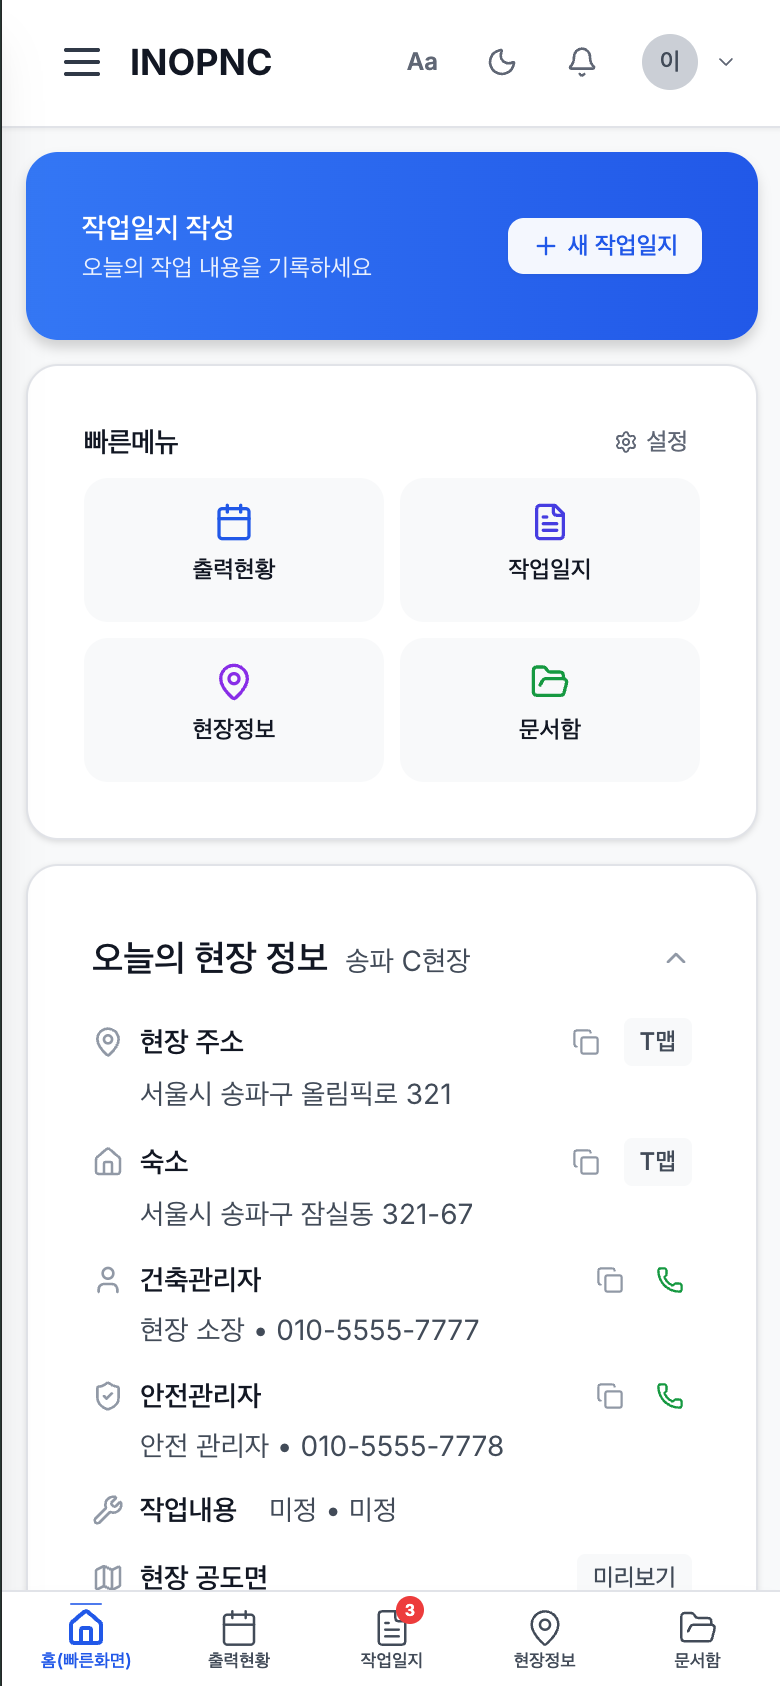 INOPNC
Aa
이
작업일지 작성
오늘의 작업 내용을 기록하세요
+ 새 작업일지
빠른메뉴
설정
출력현황
작업일지
현장정보
문서함
오늘의 현장 정보 송파 C현장
현장 주소
T맵
서울시 송파구 올림픽로 321
숙소
T맵
서울시 송파구 잠실동 321-67
건축관리자
현장 소장 • 010-5555-7777
안전관리자
안전 관리자 • 010-5555-7778
작업내용 미정 • 미정
현장 공도면
미리보기
3
홈(빠른화면)
출력현황
작업일지
현장정보
문서함